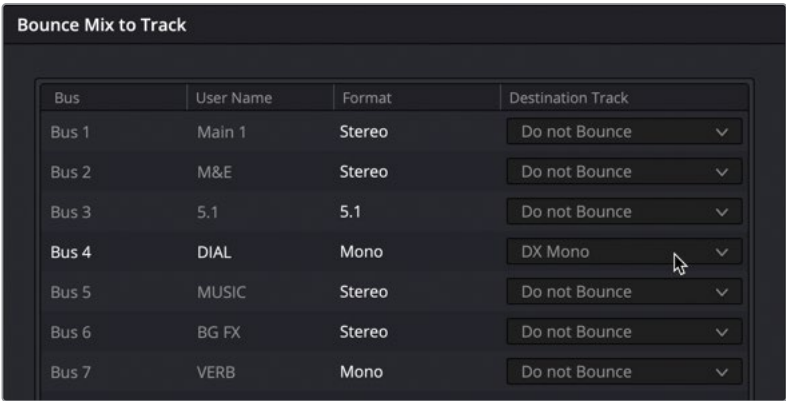 Bounce Mix to Track
Bus User Name Format Destination Track
Bus 1 Main 1 Stereo Do not Bounce
Bus 2 M&E Stereo Do not Bounce
Bus 3 5.1 5.1 Do not Bounce
Bus 4 DIAL Mono DX Mono
Bus 5 MUSIC Stereo Do not Bounce
Bus 6 BG FX Stereo Do not Bounce
Bus 7 VERB Mono Do not Bounce